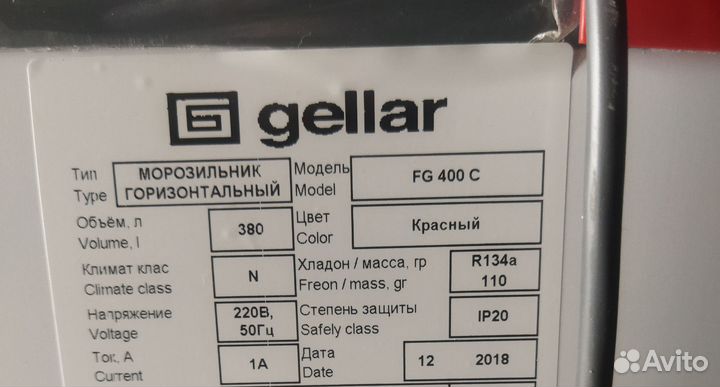 gellar
Тип
Type
МОРОЗИЛЬНИК
ГОРИЗОНТАЛЬНЫЙ
Модель
Model
FG 400 C
Объём, л
Volume, l
380
Цвет
Color
Красный
Климат клас
Climate class
N
Хладон / масса, гр
Freon / mass, gr
R134a
110
Напряжение
Voltage
220В,
50Гц
Степень защиты
Safely class
IP20
Ток, А
Current
1А
Дата
Date
12 2018
Avito